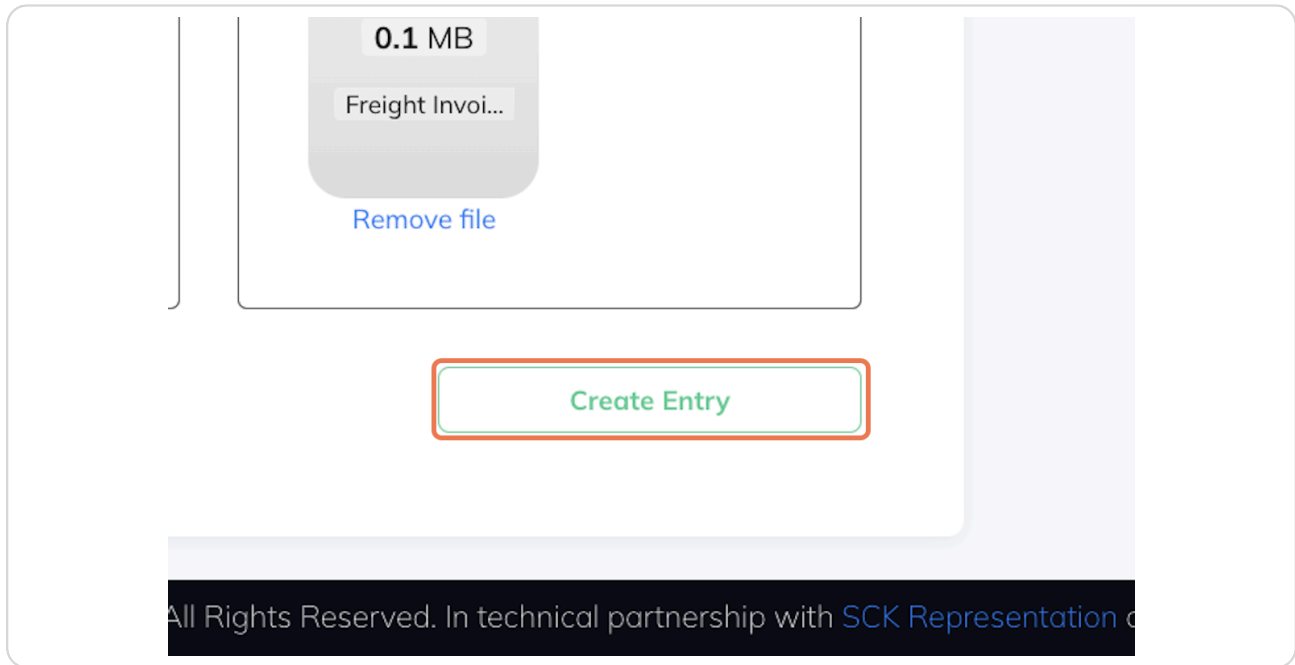 0.1 MB
Freight Invoi...
Remove file
Create Entry
All Rights Reserved. In technical partnership with SCK Representation